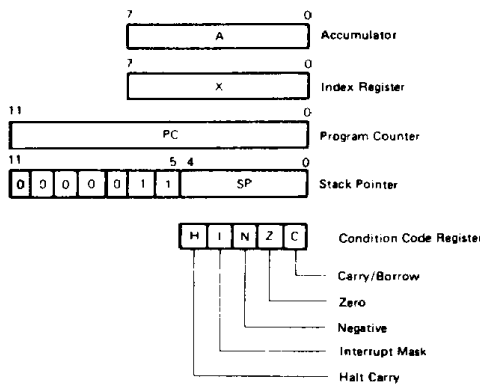 7 0
A Accumulator
7 0
X Index Register
11 0
PC Program Counter
11 5 4 0
0 0 0 0 0 1 1 SP Stack Pointer
H I N Z C Condition Code Register
Carry/Borrow
Zero
Negative
Interrupt Mask
Halt Carry